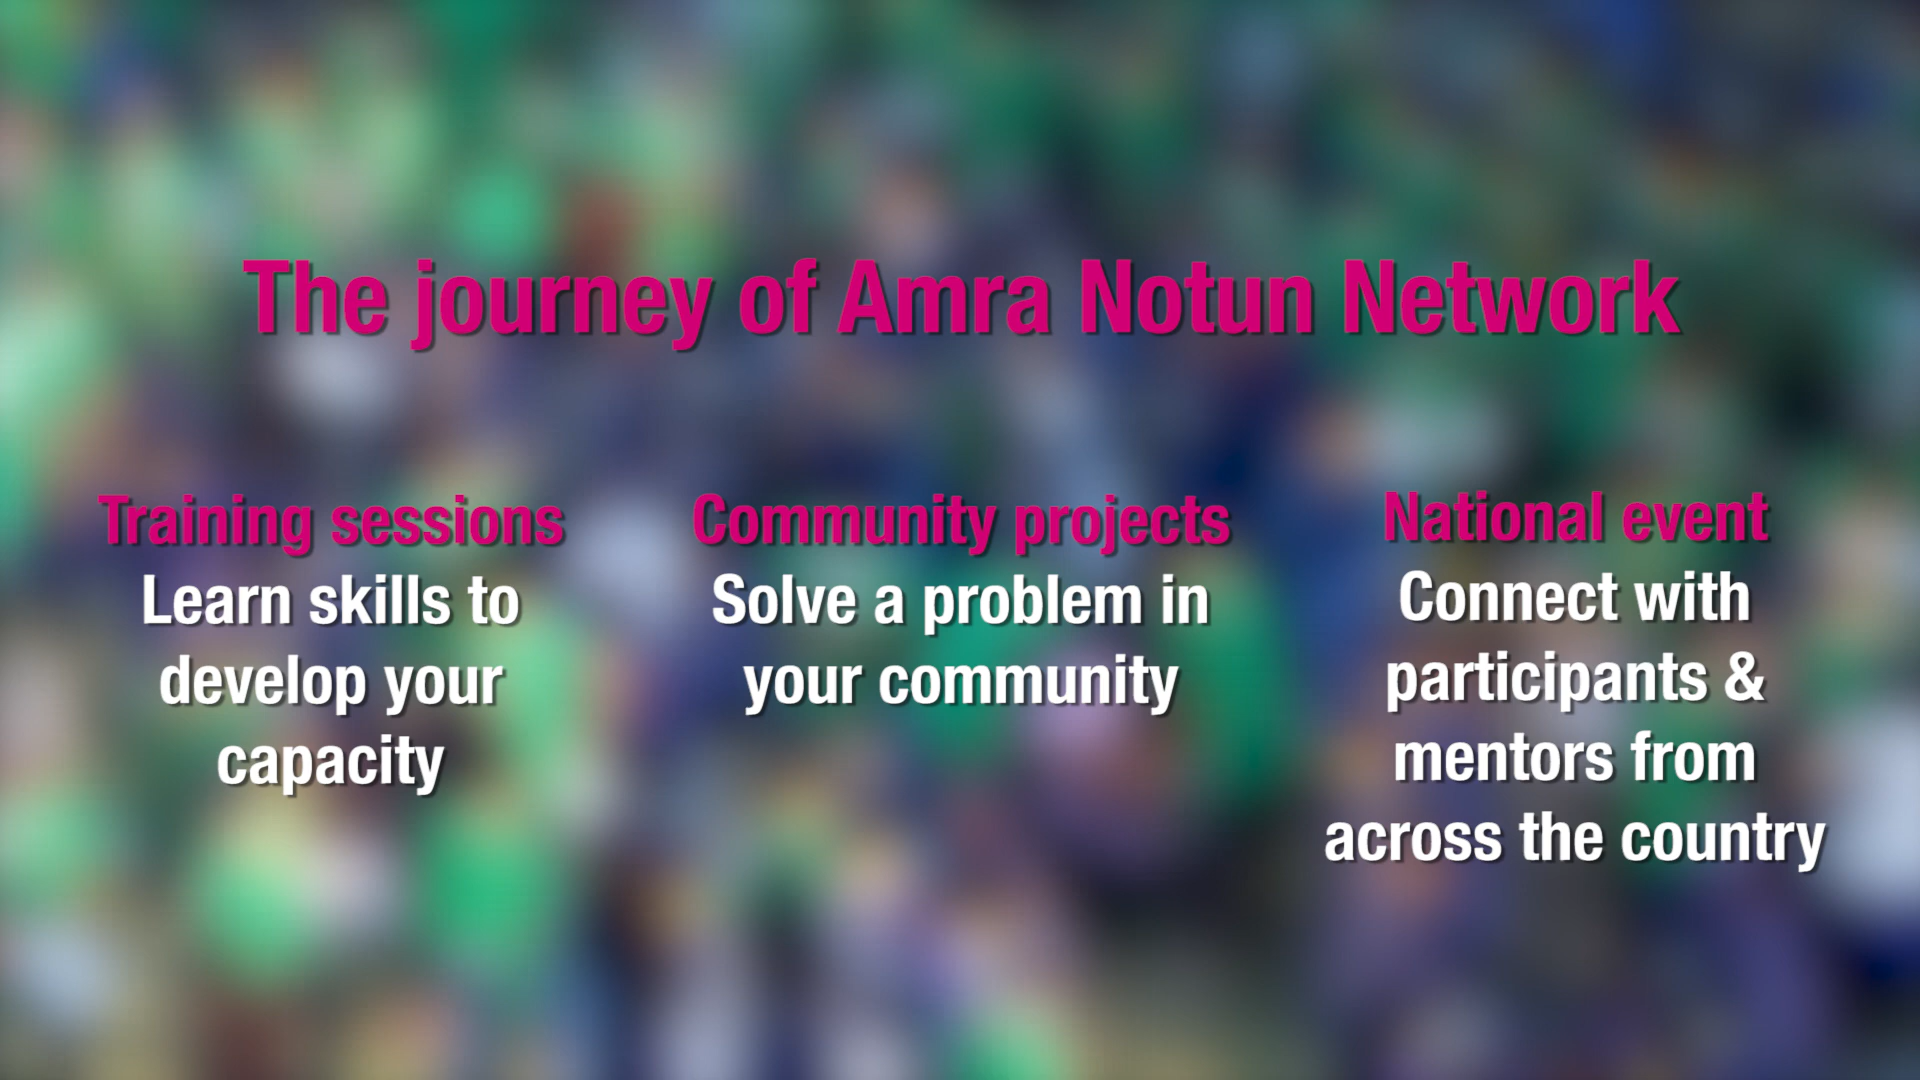 The journey of Amra Notun Network
Training sessions
Learn skills to
develop your
capacity
Community projects
Solve a problem in
your community
National event
Connect with
participants &
mentors from
across the country